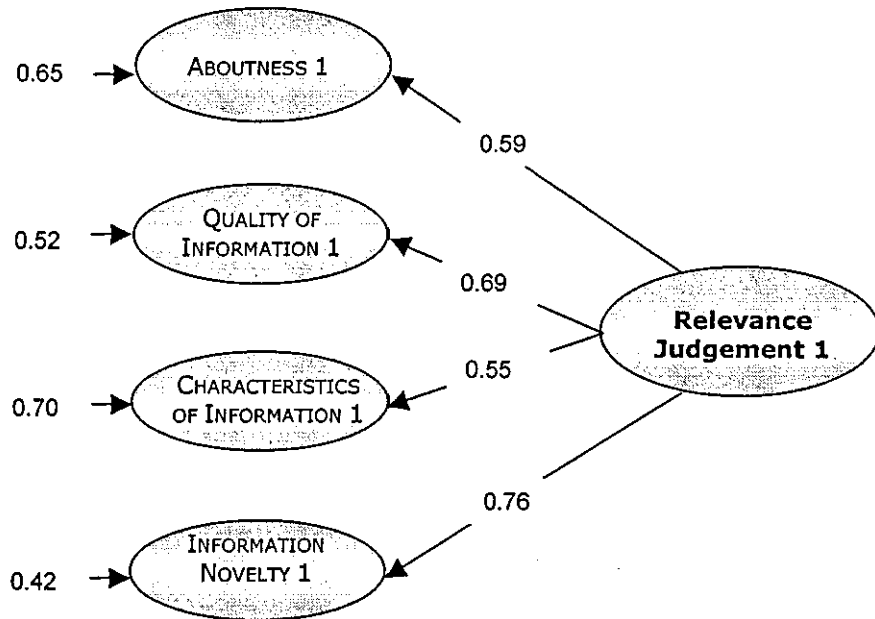 0.65
ABOUTNESS 1
0.59
0.52
QUALITY OF
INFORMATION 1
0.69
Relevance
Judgement 1
0.55
0.70
CHARACTERISTICS
OF INFORMATION 1
0.76
0.42
INFORMATION
NOVELTY 1